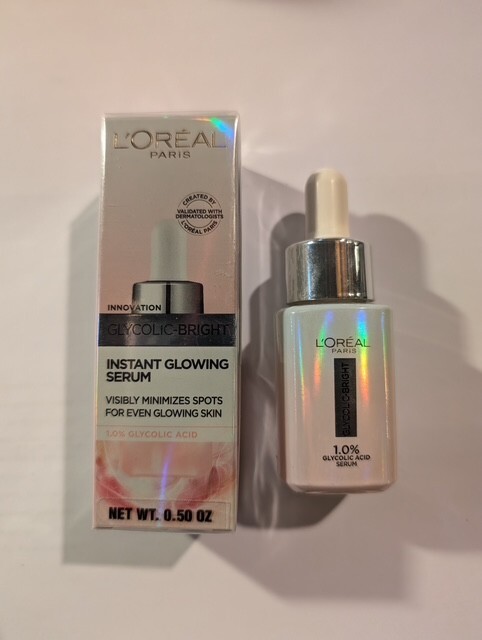 L'ORÉAL
PARIS
CREATED BY
VALIDATED WITH
DERMATOLOGISTS
L'ORÉAL PARIS
INNOVATION
GLYCOLIC-BRIGHT
INSTANT GLOWING
SERUM
VISIBLY MINIMIZES SPOTS
FOR EVEN GLOWING SKIN
1.0% GLYCOLIC ACID
NET WT. 0.50 OZ
L'ORÉAL
PARIS
GLYCOLIC-BRIGHT
1.0%
GLYCOLIC ACID
SERUM